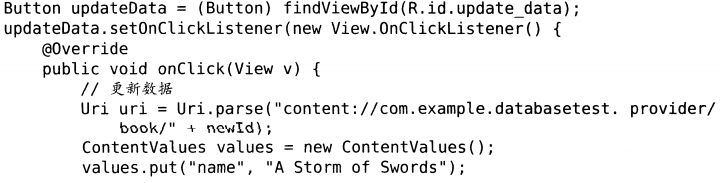 Button updateData = (Button) findViewById(R.id.update_data);
updateData.setOnClickListener(new View.OnClickListener() {
@Override
public void onClick(View v) {
// 更新数据
Uri uri = Uri.parse("content://com.example.databasetest. provider/
book/" + newId);
ContentValues values = new ContentValues();
values.put("name", "A Storm of Swords");